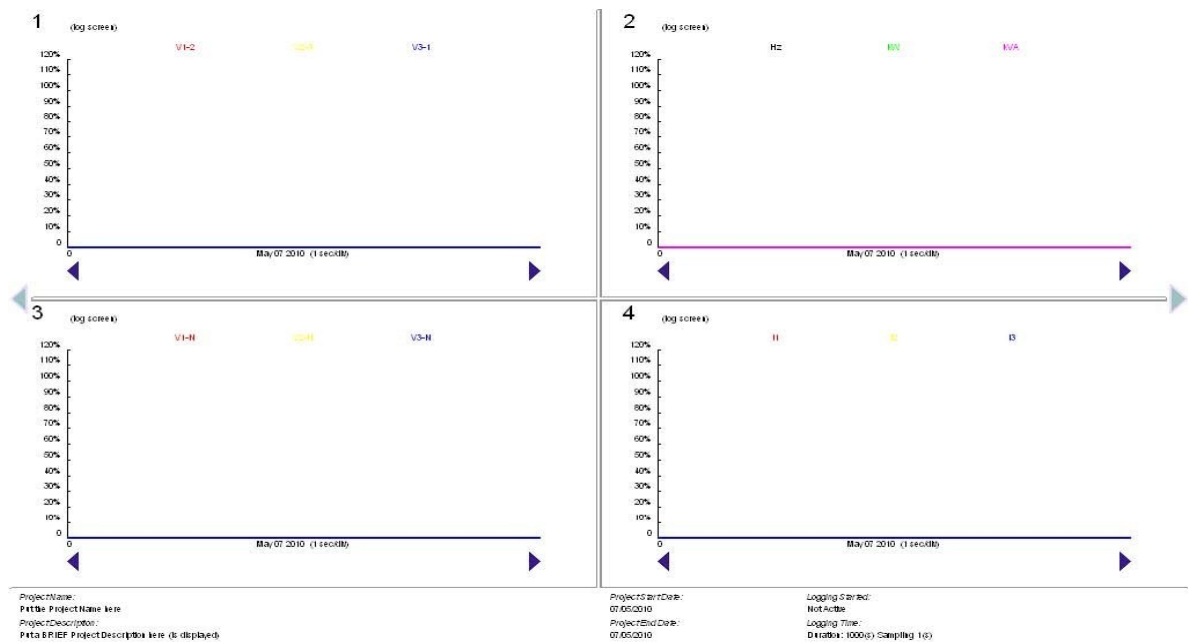 1 (log screen)
V1-2 V2-3 V3-1
120%
110%
100%
90%
80%
70%
60%
50%
40%
30%
20%
10%
0
0 May 07 2010 (1 sec/div)
2 (log screen)
Hz kW kVA
120%
110%
100%
90%
80%
70%
60%
50%
40%
30%
20%
10%
0
0 May 07 2010 (1 sec/div)
3 (log screen)
V1-N V2-N V3-N
120%
110%
100%
90%
80%
70%
60%
50%
40%
30%
20%
10%
0
0 May 07 2010 (1 sec/div)
4 (log screen)
I1 I2 I3
120%
110%
100%
90%
80%
70%
60%
50%
40%
30%
20%
10%
0
0 May 07 2010 (1 sec/div)
Project Name:
Put the Project Name here
Project Description:
Put a BRIEF Project Description here (is displayed)
Project Start Date:
07/05/2010
Project End Date:
07/05/2010
Logging Started:
Not Active
Logging Time:
Duration: 1000(s) Sampling 1(s)